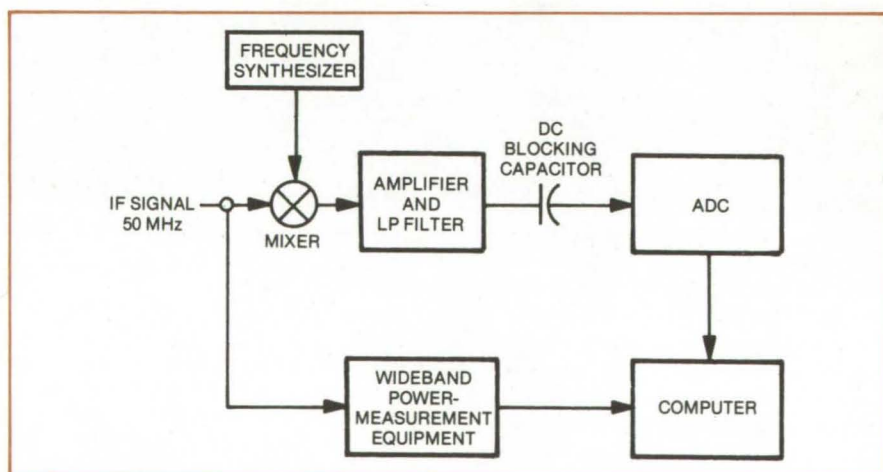 FREQUENCY
SYNTHESIZER
IF SIGNAL
50 MHz
MIXER
AMPLIFIER
AND
LP FILTER
DC
BLOCKING
CAPACITOR
ADC
WIDEBAND
POWER-
MEASUREMENT
EQUIPMENT
COMPUTER